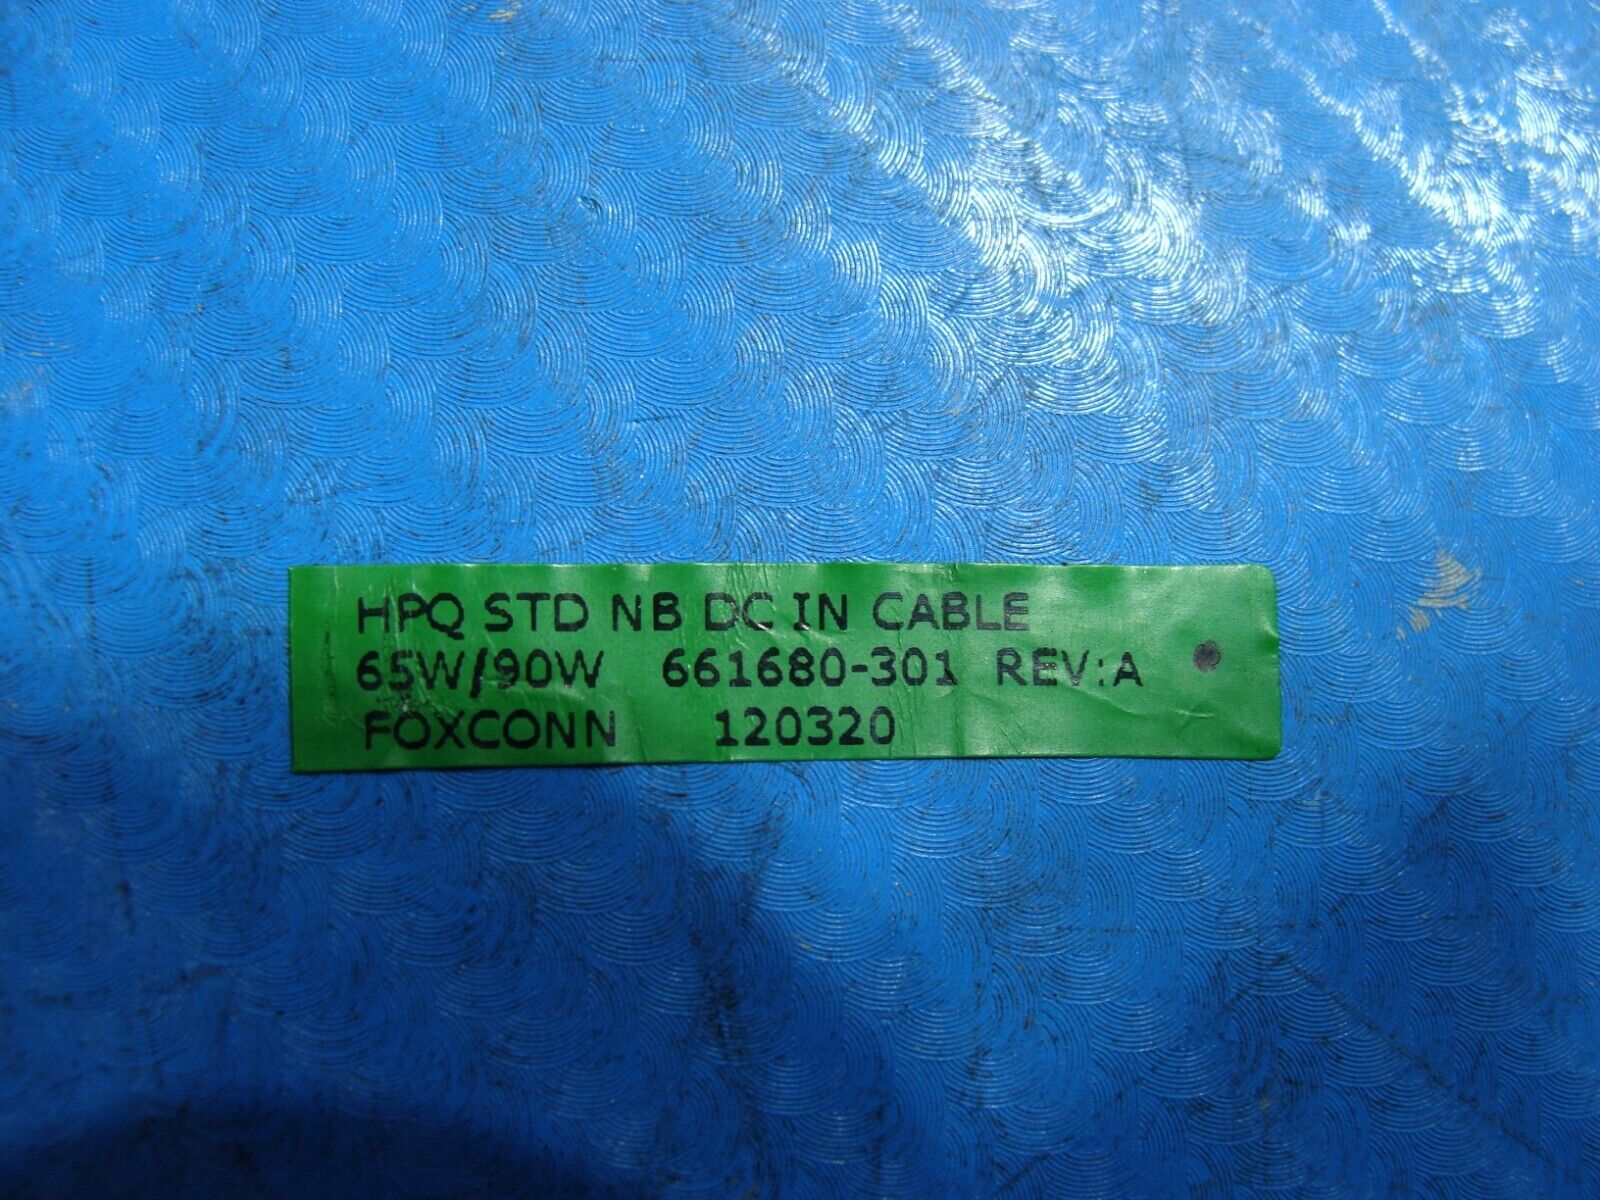 HPQ STD NB DC IN CABLE
65W/90W 661680-301 REV:A
FOXCONN 120320